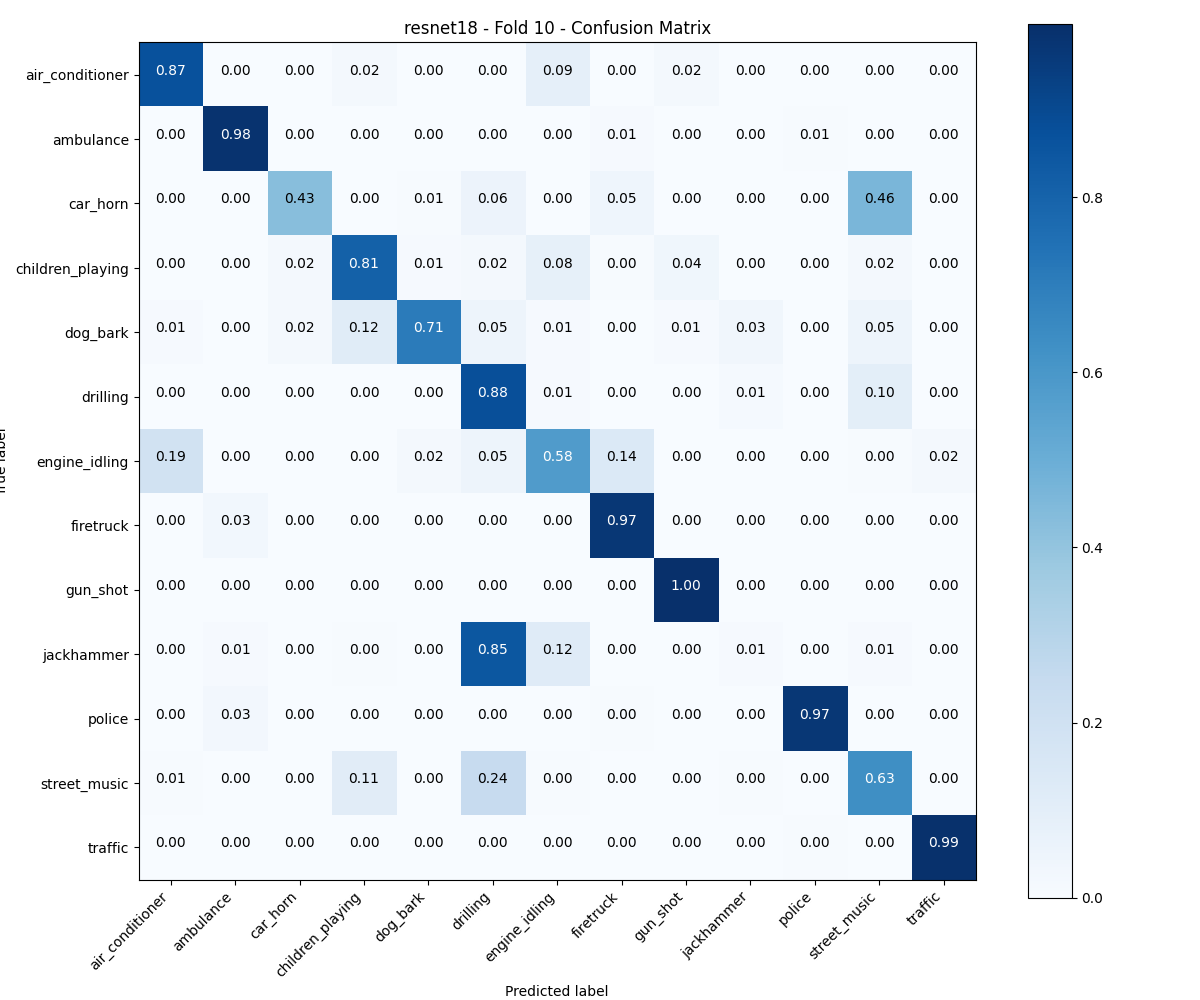 resnet18 - Fold 10 - Confusion Matrix
air_conditioner 0.87 0.00 0.00 0.02 0.00 0.00 0.09 0.00 0.02 0.00 0.00 0.00 0.00
ambulance 0.00 0.98 0.00 0.00 0.00 0.00 0.00 0.01 0.00 0.00 0.01 0.00 0.00
car_horn 0.00 0.00 0.43 0.00 0.01 0.06 0.00 0.05 0.00 0.00 0.00 0.46 0.00
children_playing 0.00 0.00 0.02 0.81 0.01 0.02 0.08 0.00 0.04 0.00 0.00 0.02 0.00
dog_bark 0.01 0.00 0.02 0.12 0.71 0.05 0.01 0.00 0.01 0.03 0.00 0.05 0.00
drilling 0.00 0.00 0.00 0.00 0.00 0.88 0.01 0.00 0.00 0.01 0.00 0.10 0.00
engine_idling 0.19 0.00 0.00 0.00 0.02 0.05 0.58 0.14 0.00 0.00 0.00 0.00 0.02
firetruck 0.00 0.03 0.00 0.00 0.00 0.00 0.00 0.97 0.00 0.00 0.00 0.00 0.00
gun_shot 0.00 0.00 0.00 0.00 0.00 0.00 0.00 0.00 1.00 0.00 0.00 0.00 0.00
jackhammer 0.00 0.01 0.00 0.00 0.00 0.85 0.12 0.00 0.00 0.01 0.00 0.01 0.00
police 0.00 0.03 0.00 0.00 0.00 0.00 0.00 0.00 0.00 0.00 0.97 0.00 0.00
street_music 0.01 0.00 0.00 0.11 0.00 0.24 0.00 0.00 0.00 0.00 0.00 0.63 0.00
traffic 0.00 0.00 0.00 0.00 0.00 0.00 0.00 0.00 0.00 0.00 0.00 0.00 0.99
air_conditioner ambulance car_horn children_playing dog_bark drilling engine_idling firetruck gun_shot jackhammer police street_music traffic
Predicted label
label
0.8
0.6
0.4
0.2
0.0